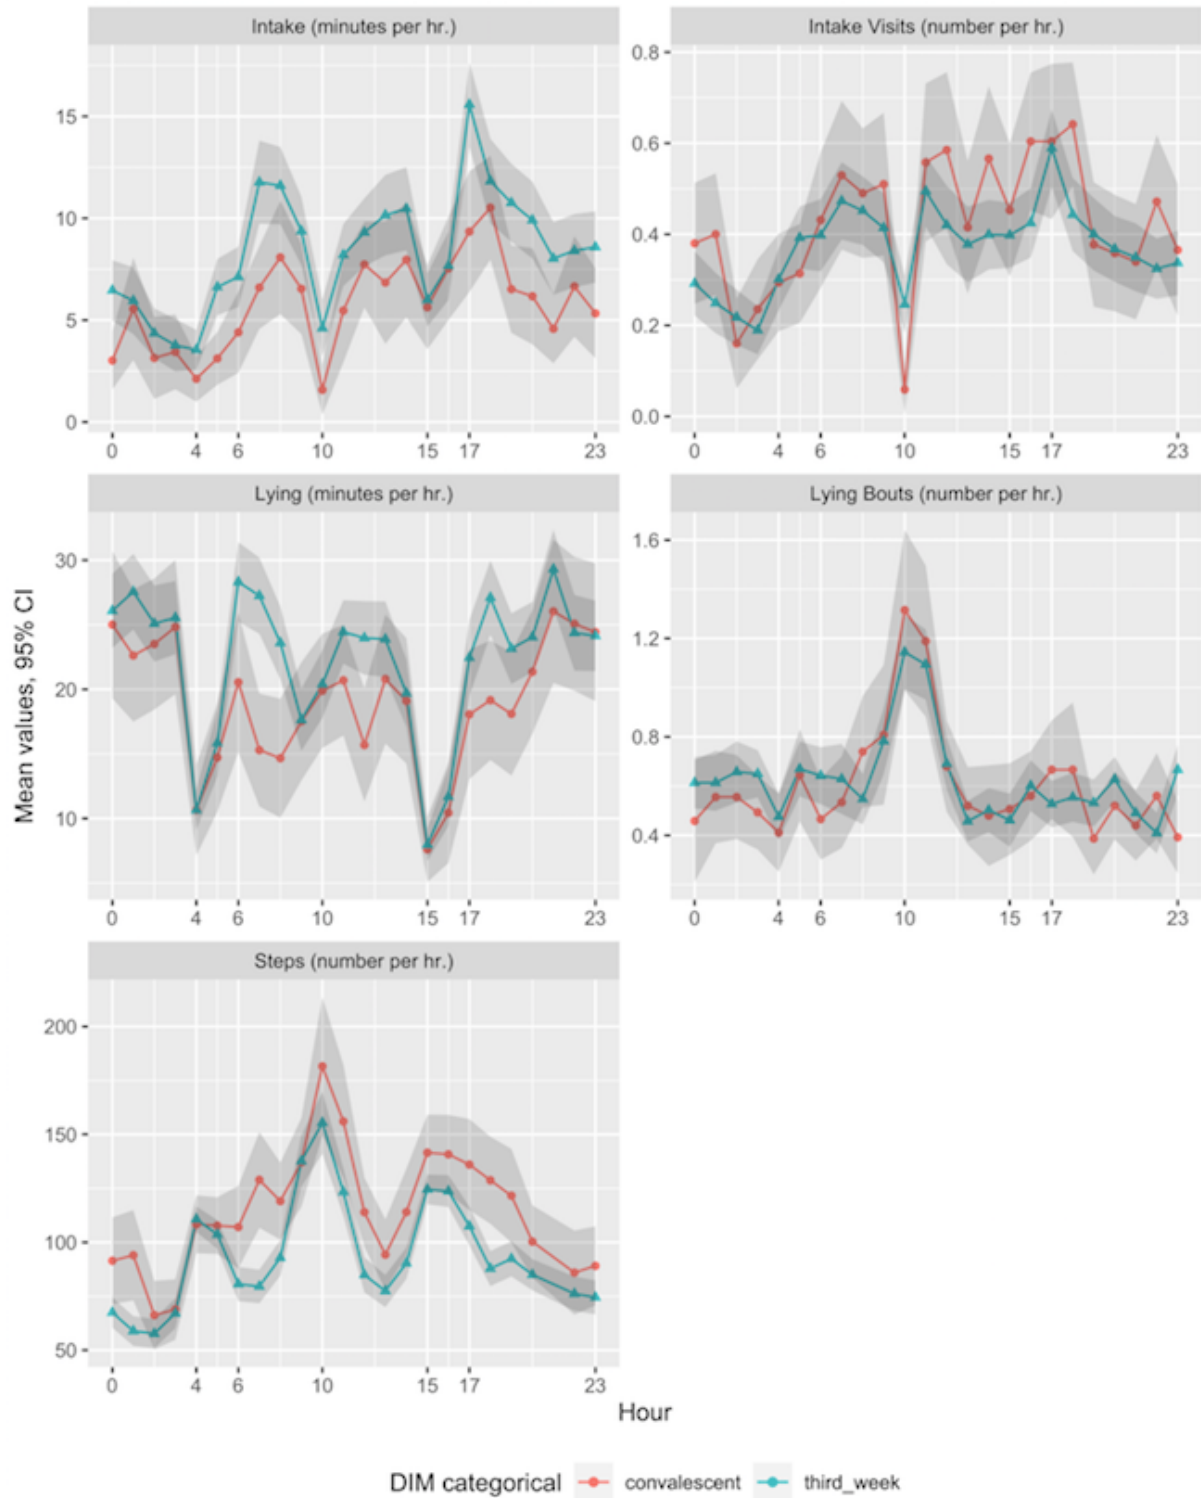 Intake (minutes per hr.)
Intake Visits (number per hr.)
15
10
5
0
0 4 6 10 15 17 23
0.8
0.6
0.4
0.2
0.0
0 4 6 10 15 17 23
Lying (minutes per hr.)
Lying Bouts (number per hr.)
Mean values, 95% CI
30
20
10
0 4 6 10 15 17 23
1.6
1.2
0.8
0.4
0 4 6 10 15 17 23
Steps (number per hr.)
200
150
100
50
0 4 6 10 15 17 23
Hour
DIM categorical convalescent third_week